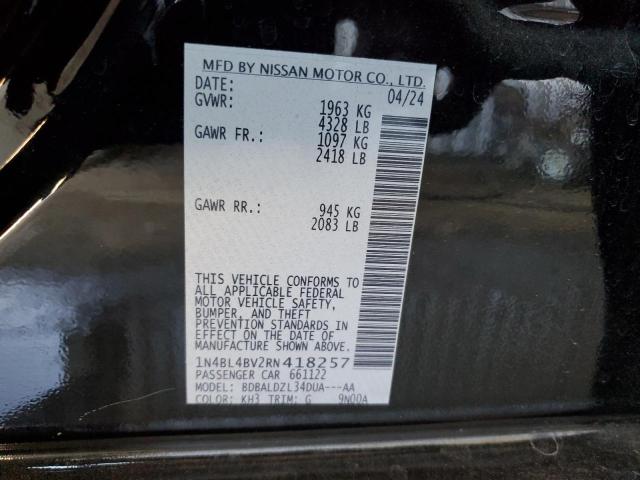 MFD BY NISSAN MOTOR CO., LTD.
DATE: 04/24
GVWR: 1963 KG
4328 LB
GAWR FR.: 1097 KG
2418 LB
GAWR RR.: 945 KG
2083 LB
THIS VEHICLE CONFORMS TO
ALL APPLICABLE FEDERAL
MOTOR VEHICLE SAFETY,
BUMPER, AND THEFT
PREVENTION STANDARDS IN
EFFECT ON THE DATE OF
MANUFACTURE SHOWN ABOVE.
1N4BL4BV2RN418257
PASSENGER CAR 661122
MODEL: BDBALDZL34DUA---AA
COLOR: KH3 TRIM: G 9N00A